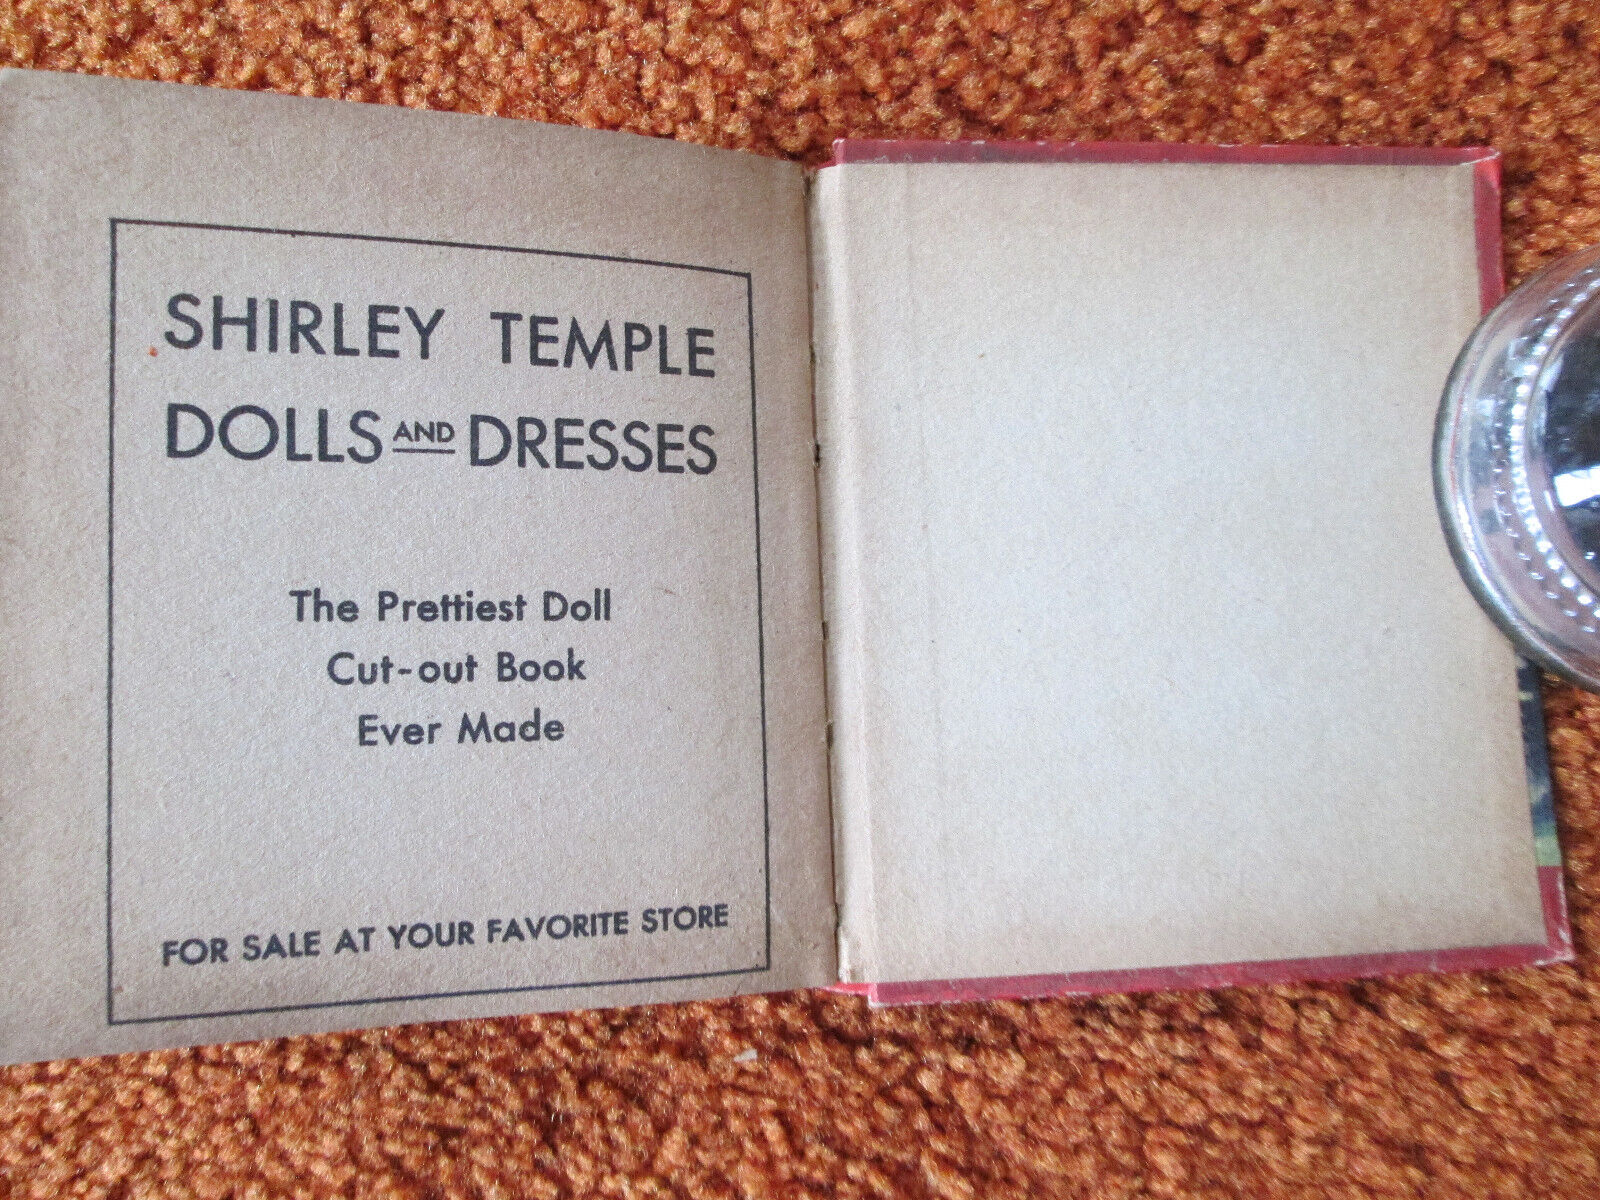 SHIRLEY TEMPLE
DOLLS AND DRESSES
The Prettiest Doll
Cut-out Book
Ever Made
FOR SALE AT YOUR FAVORITE STORE